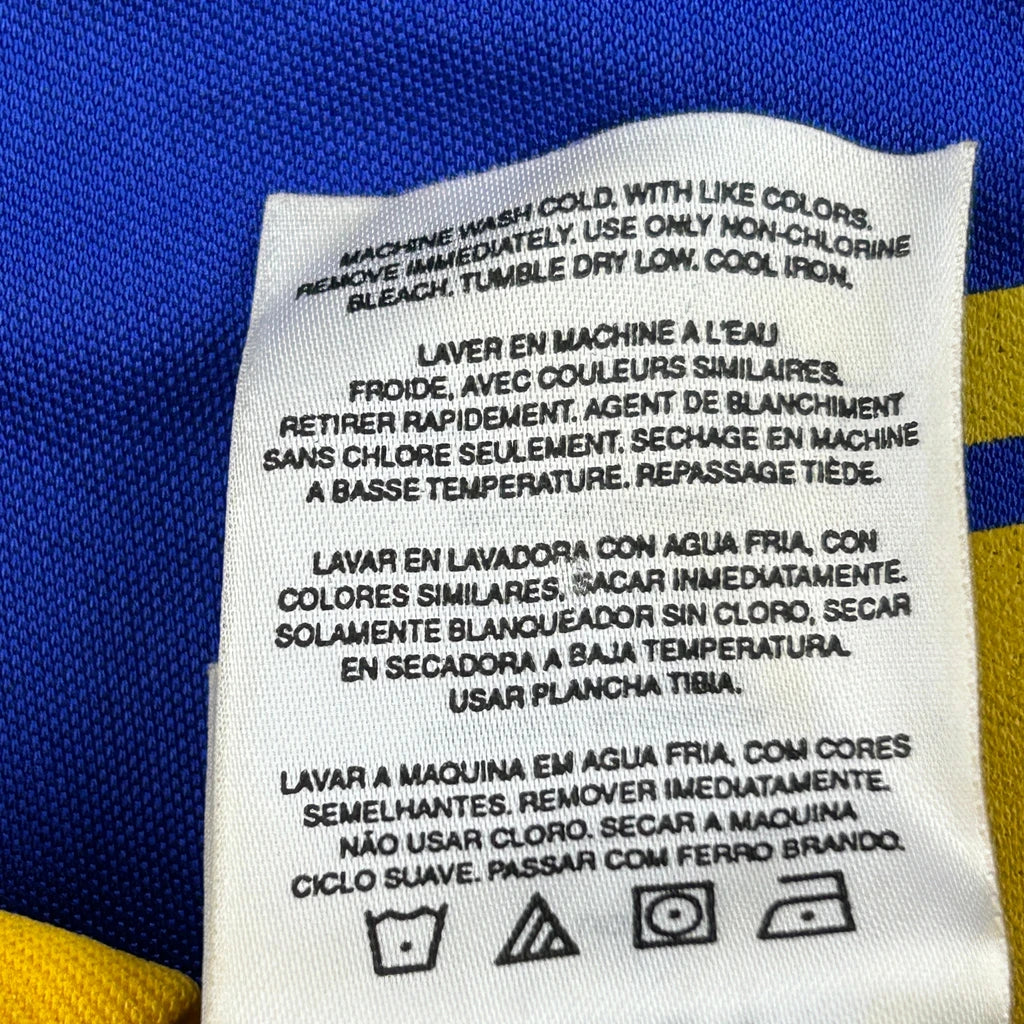 MACHINE WASH COLD, WITH LIKE COLORS.
REMOVE IMMEDIATELY. USE ONLY NON-CHLORINE
BLEACH. TUMBLE DRY LOW. COOL IRON.
LAVER EN MACHINE A L'EAU
FROIDE, AVEC COULEURS SIMILAIRES.
RETIRER RAPIDEMENT. AGENT DE BLANCHIMENT
SANS CHLORE SEULEMENT. SECHAGE EN MACHINE
A BASSE TEMPERATURE. REPASSAGE TIÈDE.
LAVAR EN LAVADORA CON AGUA FRIA, CON
COLORES SIMILARES, SACAR INMEDIATAMENTE.
SOLAMENTE BLANQUEADOR SIN CLORO, SECAR
EN SECADORA A BAJA TEMPERATURA.
USAR PLANCHA TIBIA.
LAVAR A MAQUINA EM AGUA FRIA, COM CORES
SEMELHANTES. REMOVER IMEDIATAMENTE.
NÃO USAR CLORO. SECAR A MAQUINA
CICLO SUAVE. PASSAR COM FERRO BRANDO.